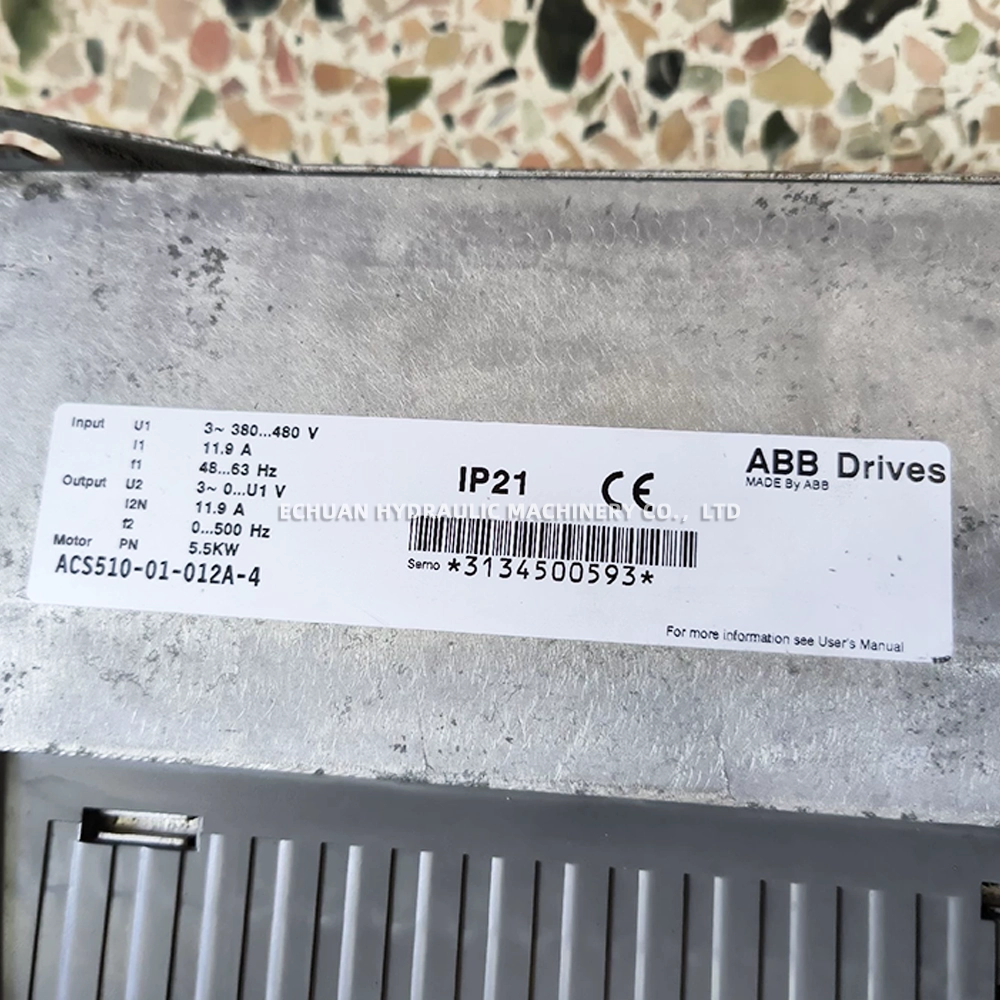 Input U1 3~ 380...480 V
I1 11.9 A
f1 48...63 Hz
Output U2 3~ 0...U1 V
I2N 11.9 A
f2 0...500 Hz
Motor PN 5.5KW
ACS510-01-012A-4
IP21 CE
ABB Drives
MADE By ABB
ECHUAN HYDRAULIC MACHINERY CO., LTD
Serno *3134500593*
For more information see User's Manual